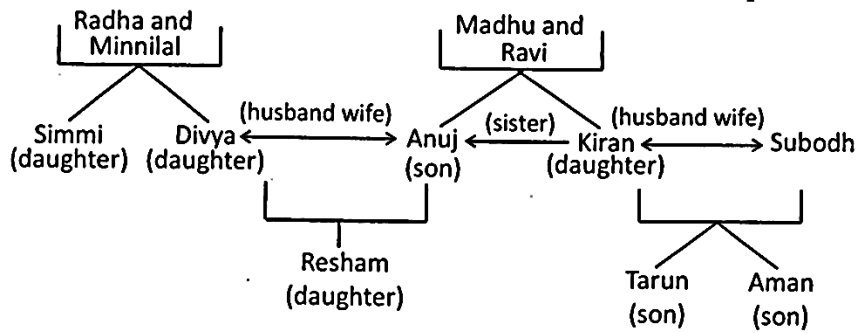 Radha and
Minnilal
Madhu and
Ravi
(husband wife)
(sister)
(husband wife)
Simmi
(daughter)
Divya
(daughter)
Anuj
(son)
Kiran
(daughter)
Subodh
Resham
(daughter)
Tarun
(son)
Aman
(son)